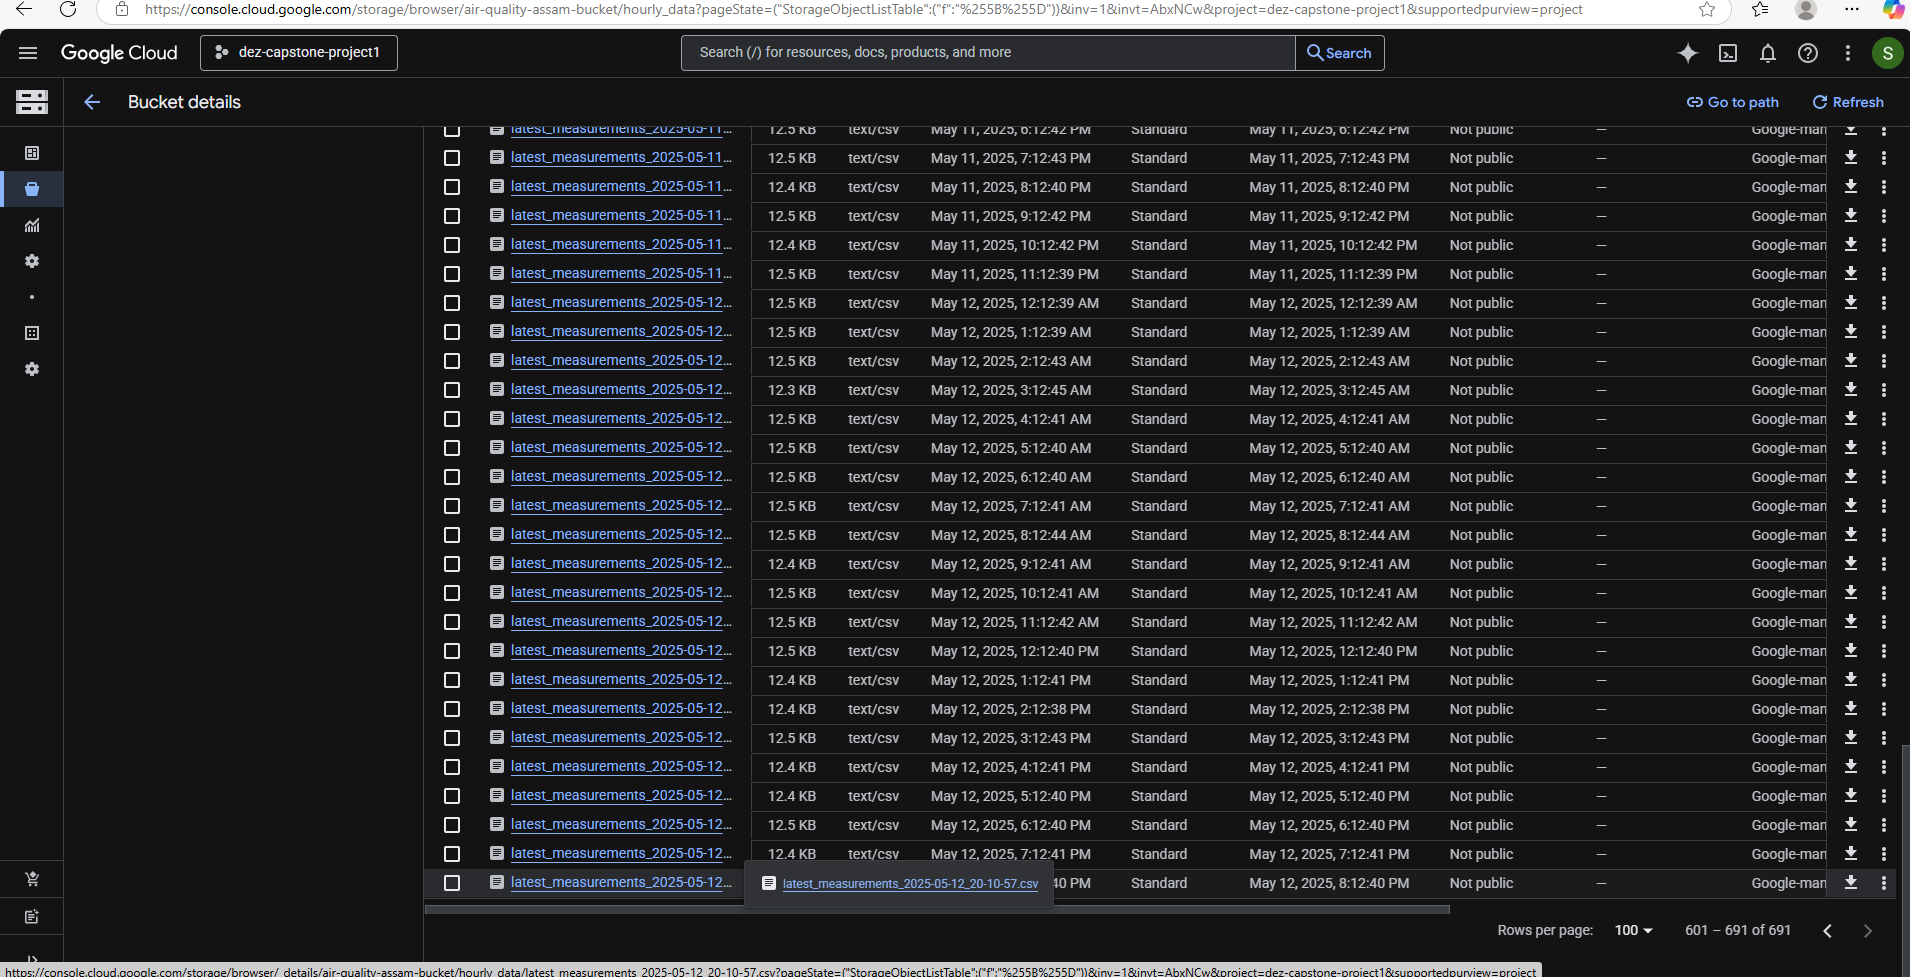 https://console.cloud.google.com/storage/browser/air-quality-assam-bucket/hourly_data?pageState=("StorageObjectListTable":("f":"%255B%255D"))&inv=1&invt=AbxNCw&project=dez-capstone-project1&supportedpurview=project
Google Cloud dez-capstone-project1 Search (/) for resources, docs, products, and more Search S
Bucket details Go to path Refresh
latest_measurements_2025-05-11... 12.5 KB text/csv May 11, 2025, 6:12:42 PM Standard May 11, 2025, 6:12:42 PM Not public — Google-man
latest_measurements_2025-05-11... 12.5 KB text/csv May 11, 2025, 7:12:43 PM Standard May 11, 2025, 7:12:43 PM Not public — Google-man
latest_measurements_2025-05-11... 12.4 KB text/csv May 11, 2025, 8:12:40 PM Standard May 11, 2025, 8:12:40 PM Not public — Google-man
latest_measurements_2025-05-11... 12.5 KB text/csv May 11, 2025, 9:12:42 PM Standard May 11, 2025, 9:12:42 PM Not public — Google-man
latest_measurements_2025-05-11... 12.4 KB text/csv May 11, 2025, 10:12:42 PM Standard May 11, 2025, 10:12:42 PM Not public — Google-man
latest_measurements_2025-05-11... 12.5 KB text/csv May 11, 2025, 11:12:39 PM Standard May 11, 2025, 11:12:39 PM Not public — Google-man
latest_measurements_2025-05-12... 12.5 KB text/csv May 12, 2025, 12:12:39 AM Standard May 12, 2025, 12:12:39 AM Not public — Google-man
latest_measurements_2025-05-12... 12.5 KB text/csv May 12, 2025, 1:12:39 AM Standard May 12, 2025, 1:12:39 AM Not public — Google-man
latest_measurements_2025-05-12... 12.5 KB text/csv May 12, 2025, 2:12:43 AM Standard May 12, 2025, 2:12:43 AM Not public — Google-man
latest_measurements_2025-05-12... 12.3 KB text/csv May 12, 2025, 3:12:45 AM Standard May 12, 2025, 3:12:45 AM Not public — Google-man
latest_measurements_2025-05-12... 12.5 KB text/csv May 12, 2025, 4:12:41 AM Standard May 12, 2025, 4:12:41 AM Not public — Google-man
latest_measurements_2025-05-12... 12.5 KB text/csv May 12, 2025, 5:12:40 AM Standard May 12, 2025, 5:12:40 AM Not public — Google-man
latest_measurements_2025-05-12... 12.5 KB text/csv May 12, 2025, 6:12:40 AM Standard May 12, 2025, 6:12:40 AM Not public — Google-man
latest_measurements_2025-05-12... 12.5 KB text/csv May 12, 2025, 7:12:41 AM Standard May 12, 2025, 7:12:41 AM Not public — Google-man
latest_measurements_2025-05-12... 12.5 KB text/csv May 12, 2025, 8:12:44 AM Standard May 12, 2025, 8:12:44 AM Not public — Google-man
latest_measurements_2025-05-12... 12.4 KB text/csv May 12, 2025, 9:12:41 AM Standard May 12, 2025, 9:12:41 AM Not public — Google-man
latest_measurements_2025-05-12... 12.5 KB text/csv May 12, 2025, 10:12:41 AM Standard May 12, 2025, 10:12:41 AM Not public — Google-man
latest_measurements_2025-05-12... 12.5 KB text/csv May 12, 2025, 11:12:42 AM Standard May 12, 2025, 11:12:42 AM Not public — Google-man
latest_measurements_2025-05-12... 12.5 KB text/csv May 12, 2025, 12:12:40 PM Standard May 12, 2025, 12:12:40 PM Not public — Google-man
latest_measurements_2025-05-12... 12.4 KB text/csv May 12, 2025, 1:12:41 PM Standard May 12, 2025, 1:12:41 PM Not public — Google-man
latest_measurements_2025-05-12... 12.4 KB text/csv May 12, 2025, 2:12:38 PM Standard May 12, 2025, 2:12:38 PM Not public — Google-man
latest_measurements_2025-05-12... 12.5 KB text/csv May 12, 2025, 3:12:43 PM Standard May 12, 2025, 3:12:43 PM Not public — Google-man
latest_measurements_2025-05-12... 12.4 KB text/csv May 12, 2025, 4:12:41 PM Standard May 12, 2025, 4:12:41 PM Not public — Google-man
latest_measurements_2025-05-12... 12.4 KB text/csv May 12, 2025, 5:12:40 PM Standard May 12, 2025, 5:12:40 PM Not public — Google-man
latest_measurements_2025-05-12... 12.5 KB text/csv May 12, 2025, 6:12:40 PM Standard May 12, 2025, 6:12:40 PM Not public — Google-man
latest_measurements_2025-05-12... 12.4 KB text/csv May 12, 2025, 7:12:41 PM Standard May 12, 2025, 7:12:41 PM Not public — Google-man
latest_measurements_2025-05-12... latest_measurements_2025-05-12_20-10-57.csv 40 PM Standard May 12, 2025, 8:12:40 PM Not public — Google-man
Rows per page: 100 601 – 691 of 691
https://console.cloud.google.com/storage/browser/_details/air-quality-assam-bucket/hourly_data/latest_measurements_2025-05-12_20-10-57.csv?pageState=("StorageObjectListTable":("f":"%255B%255D"))&inv=1&invt=AbxNCw&project=dez-capstone-project1&supportedpurview=project